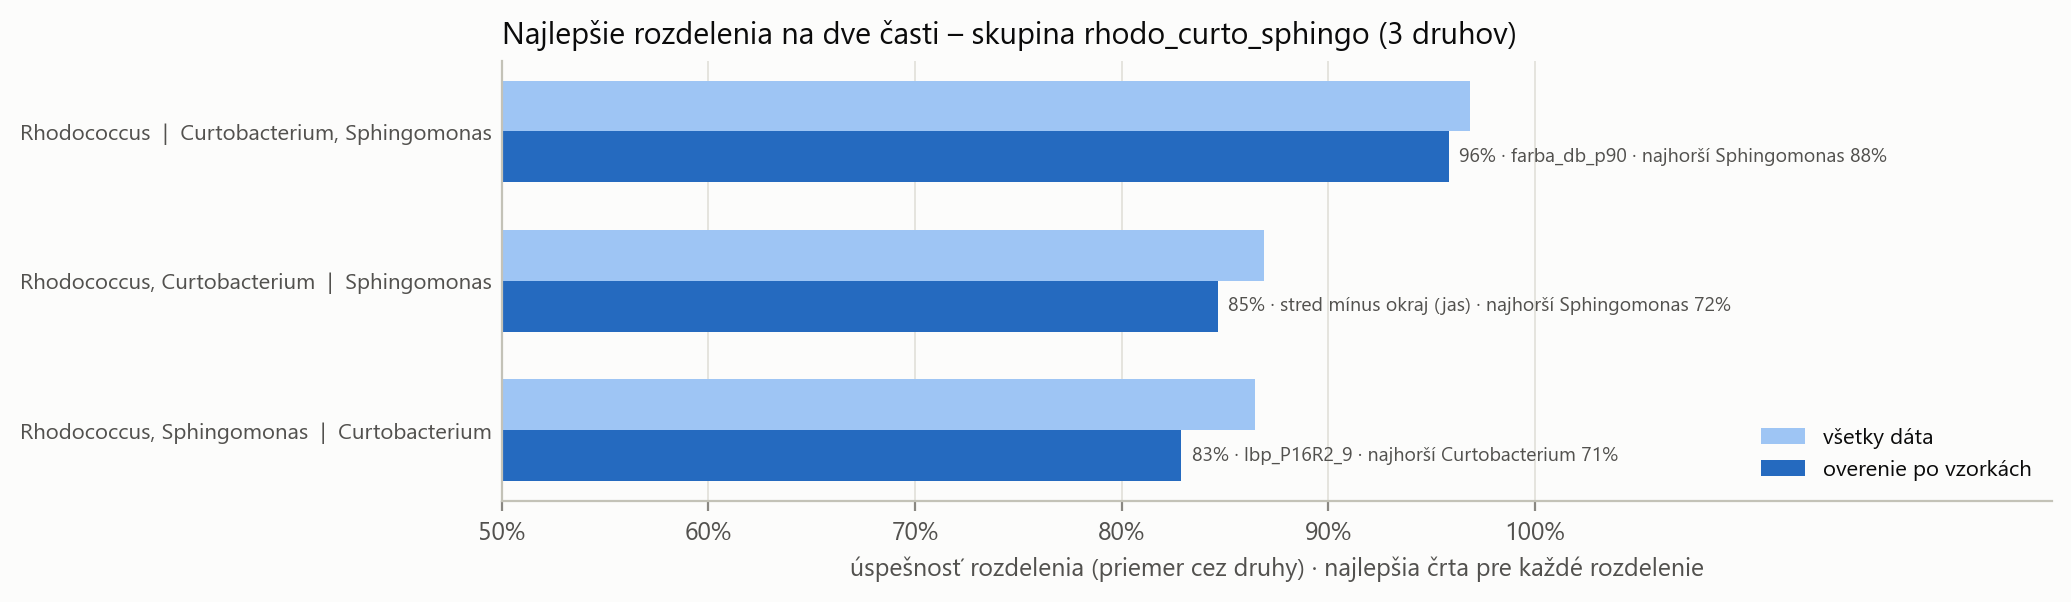 Najlepšie rozdelenia na dve časti – skupina rhodo_curto_sphingo (3 druhov)
Rhodococcus | Curtobacterium, Sphingomonas
96% · farba_db_p90 · najhorší Sphingomonas 88%
Rhodococcus, Curtobacterium | Sphingomonas
85% · stred mínus okraj (jas) · najhorší Sphingomonas 72%
Rhodococcus, Sphingomonas | Curtobacterium
83% · lbp_P16R2_9 · najhorší Curtobacterium 71%
všetky dáta
overenie po vzorkách
50% 60% 70% 80% 90% 100%
úspešnosť rozdelenia (priemer cez druhy) · najlepšia črta pre každé rozdelenie